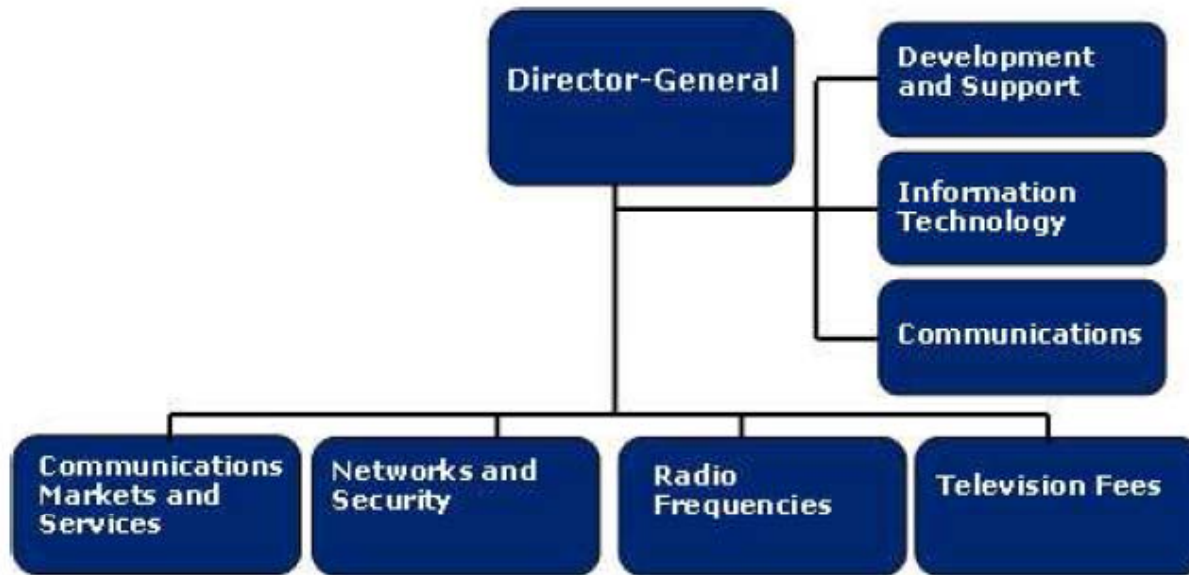 Director-General
Development
and Support
Information
Technology
Communications
Communications
Markets and
Services
Networks and
Security
Radio
Frequencies
Television Fees